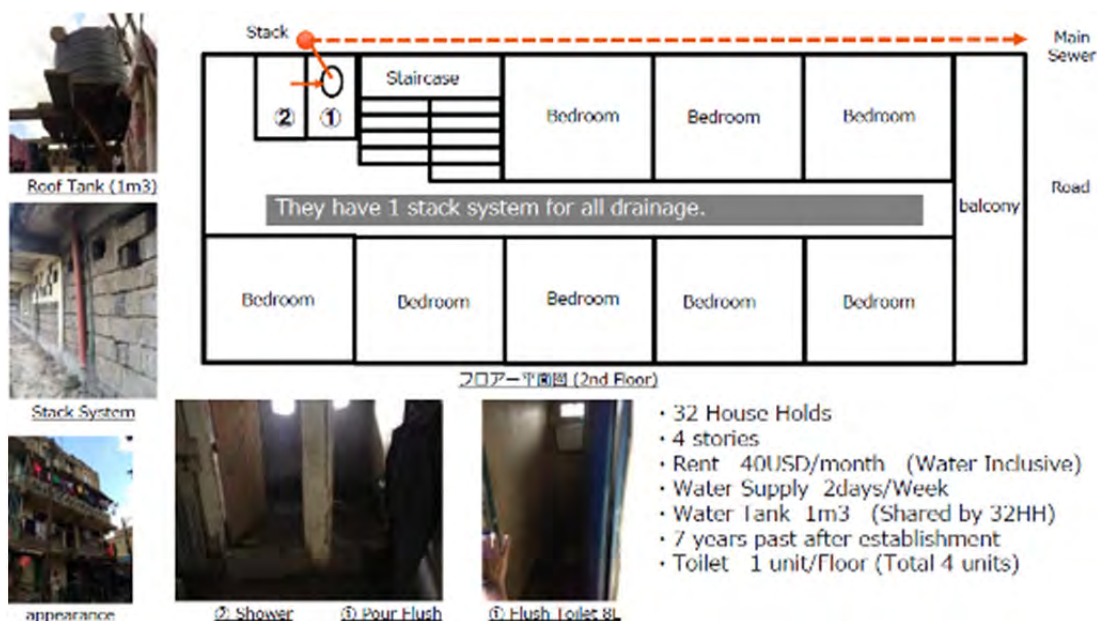 Stack
Main
Sewer
Staircase
② ①
Bedroom
Bedroom
Bedroom
Roof Tank (1m3)
Road
They have 1 stack system for all drainage.
balcony
Bedroom
Bedroom
Bedroom
Bedroom
Bedroom
フロアー平面図 (2nd Floor)
Stack System
・32 House Holds
・4 stories
・Rent 40USD/month (Water Inclusive)
・Water Supply 2days/Week
・Water Tank 1m3 (Shared by 32HH)
・7 years past after establishment
・Toilet 1 unit/Floor (Total 4 units)
appearance
② Shower
① Pour Flush
① Flush Toilet 8L